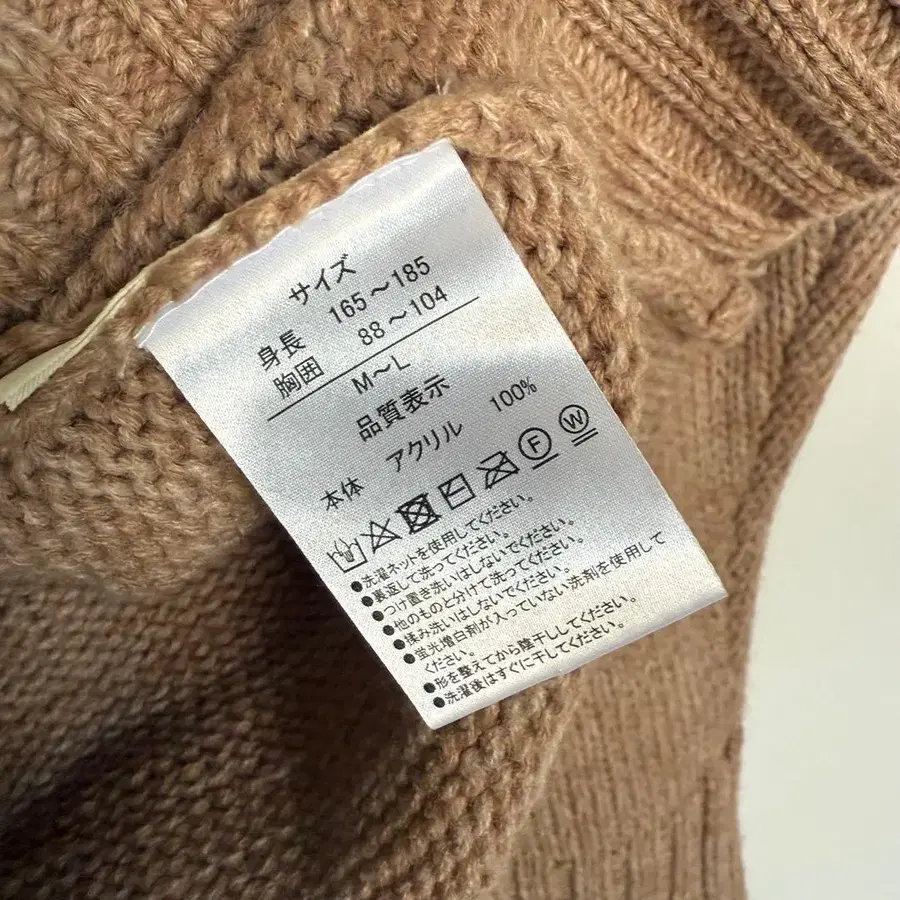 サイズ
身長 165～185
胸囲 88～104
M～L
品質表示
本体 アクリル 100%
F W
●洗濯ネットを使用してください。
●裏返して洗ってください。
●つけ置き洗いはしないでください。
●他のものと分けて洗ってください。
●揉み洗いはしないでください。
●蛍光増白剤が入っていない洗剤を使用して
ください。
●形を整えてから陰干ししてください。
●洗濯後はすぐに干してください。